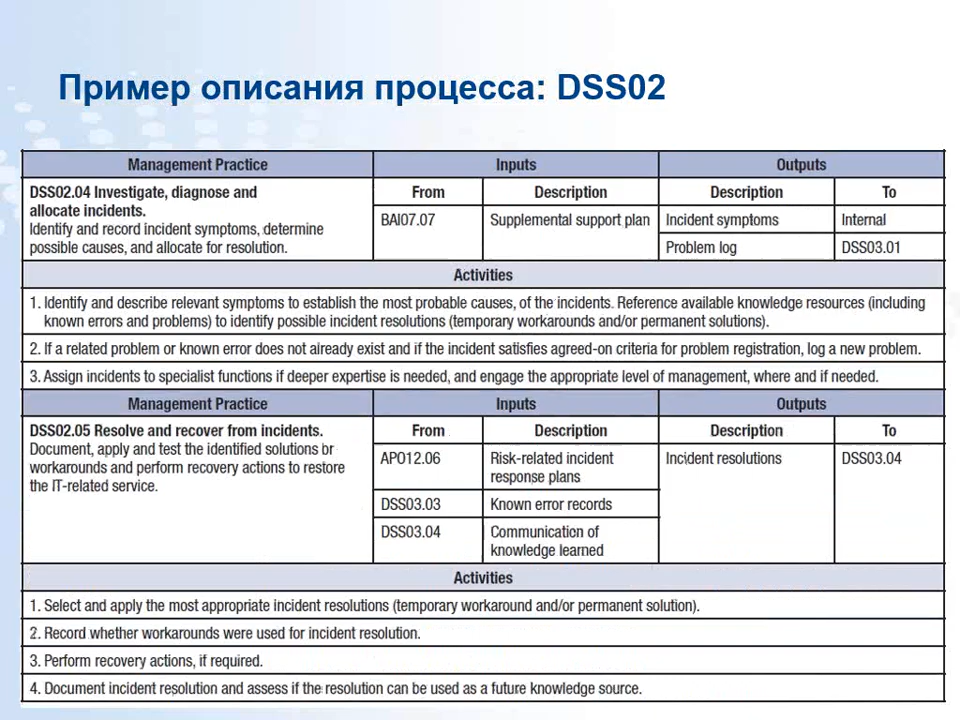 Пример описания процесса: DSS02
Management Practice
Inputs
Outputs
DSS02.04 Investigate, diagnose and
allocate incidents.
Identify and record incident symptoms, determine
possible causes, and allocate for resolution.
From
Description
Description
To
BAI07.07
Supplemental support plan
Incident symptoms
Internal
Problem log
DSS03.01
Activities
1. Identify and describe relevant symptoms to establish the most probable causes, of the incidents. Reference available knowledge resources (including
known errors and problems) to identify possible incident resolutions (temporary workarounds and/or permanent solutions).
2. If a related problem or known error does not already exist and if the incident satisfies agreed-on criteria for problem registration, log a new problem.
3. Assign incidents to specialist functions if deeper expertise is needed, and engage the appropriate level of management, where and if needed.
Management Practice
Inputs
Outputs
DSS02.05 Resolve and recover from incidents.
Document, apply and test the identified solutions or
workarounds and perform recovery actions to restore
the IT-related service.
From
Description
Description
To
APO12.06
Risk-related incident
response plans
Incident resolutions
DSS03.04
DSS03.03
Known error records
DSS03.04
Communication of
knowledge learned
Activities
1. Select and apply the most appropriate incident resolutions (temporary workaround and/or permanent solution).
2. Record whether workarounds were used for incident resolution.
3. Perform recovery actions, if required.
4. Document incident resolution and assess if the resolution can be used as a future knowledge source.